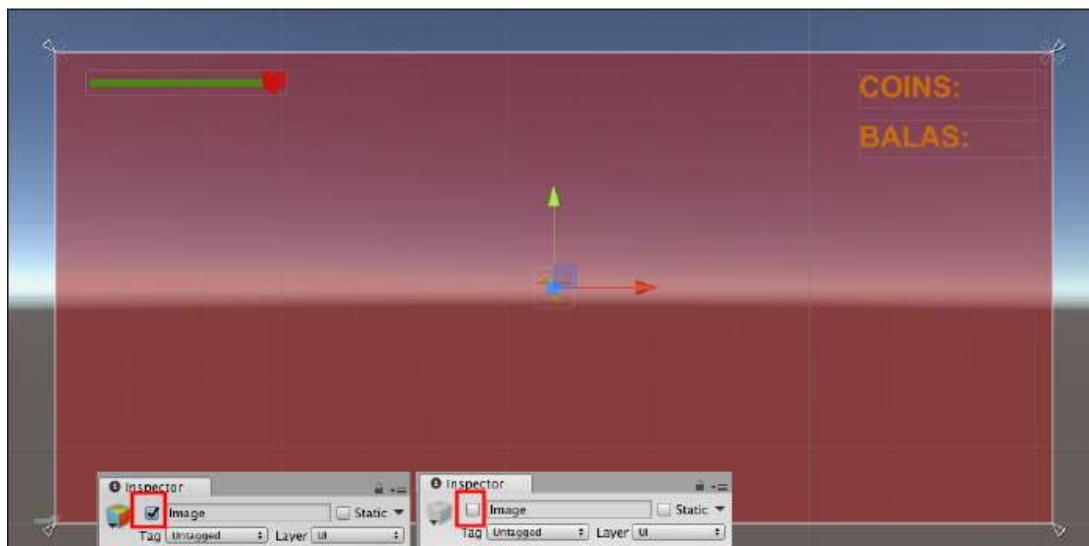 COINS:
BALAS:
Inspector
Image Static
Tag Untagged Layer UI
Inspector
Image Static
Tag Untagged Layer UI